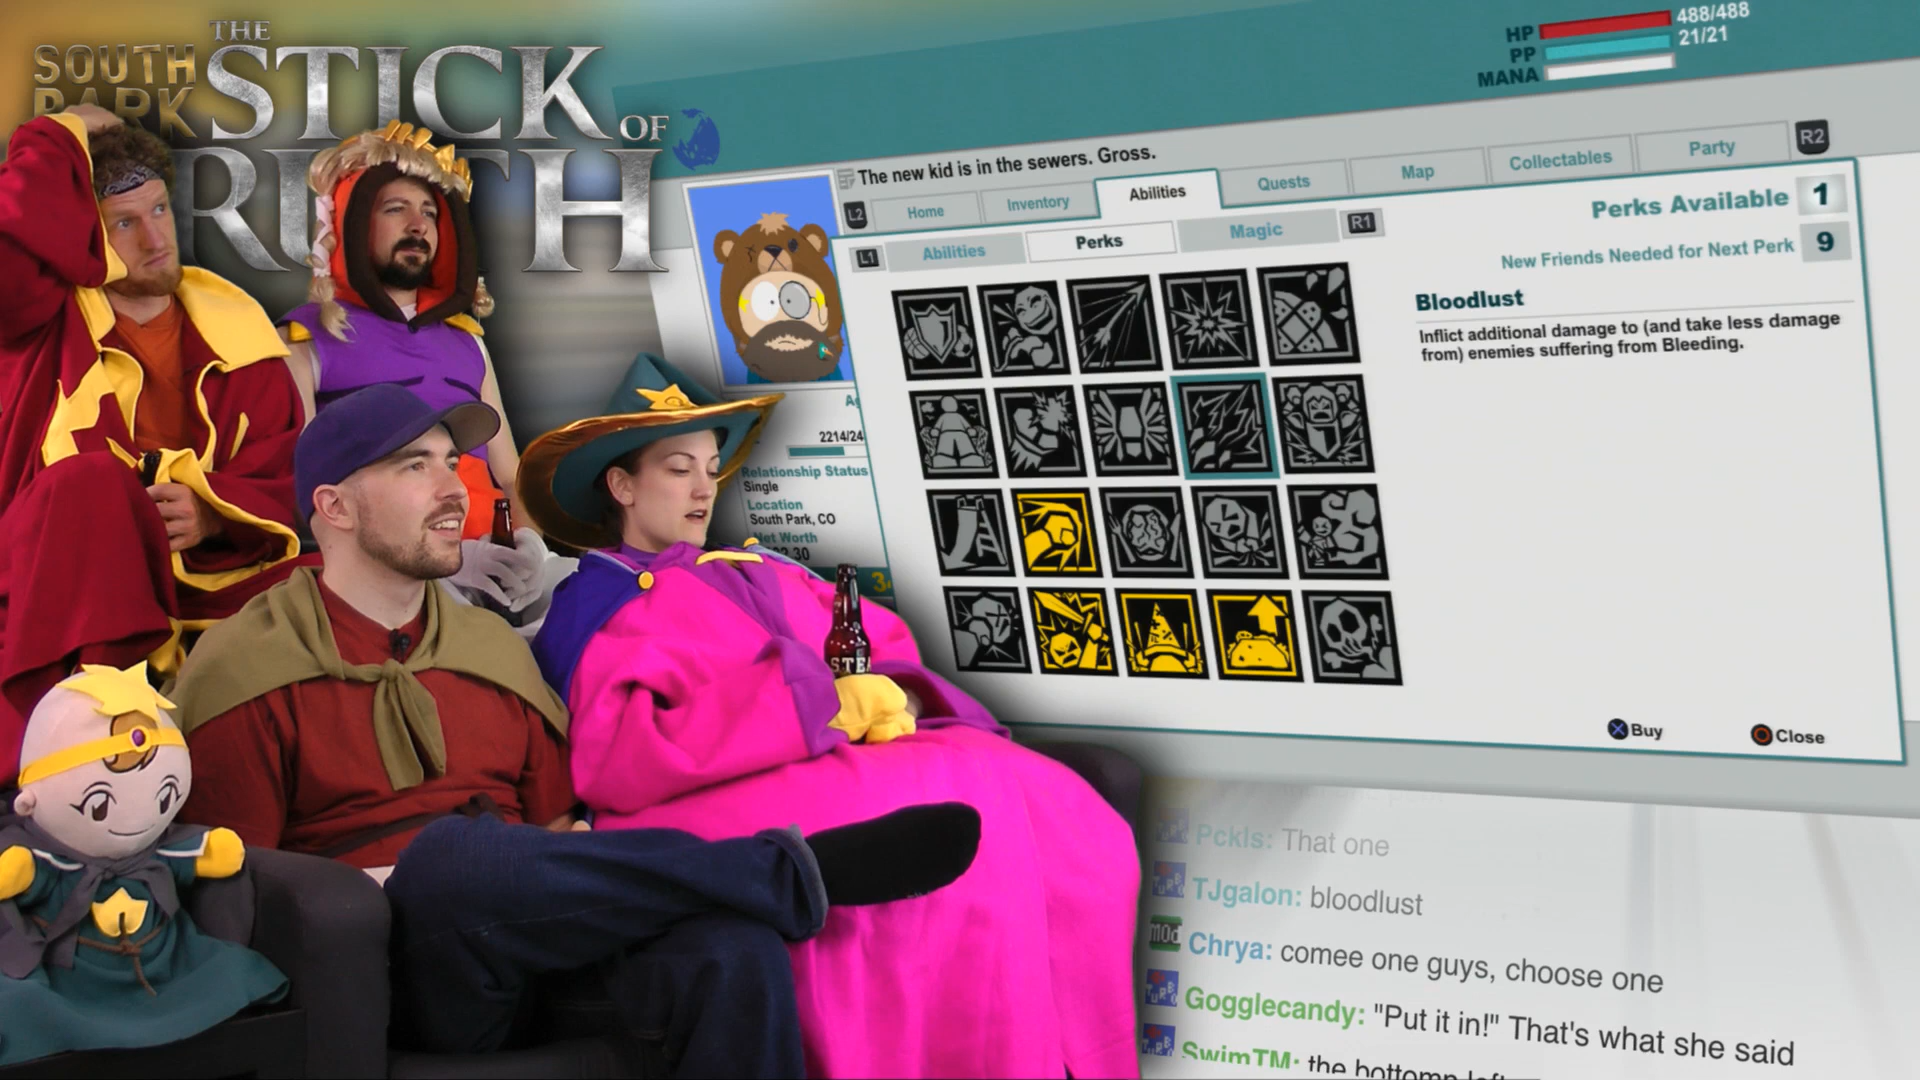 THE
SOUTH
PARK
STICK
OF
TRUTH
HP 488/488
PP 21/21
MANA
The new kid is in the sewers. Gross.
L2
Home
Inventory
Abilities
Quests
Map
Collectables
Party
R2
L1
Abilities
Perks
Magic
R1
Perks Available 1
New Friends Needed for Next Perk 9
Bloodlust
Inflict additional damage to (and take less damage
from) enemies suffering from Bleeding.
2214/24
Relationship Status
Single
Location
South Park, CO
Net Worth
Buy
Close
STEA
Pckls: That one
TJgalon: bloodlust
Chrya: comee one guys, choose one
Gogglecandy: "Put it in!" That's what she said
SwimTM: the bottomn